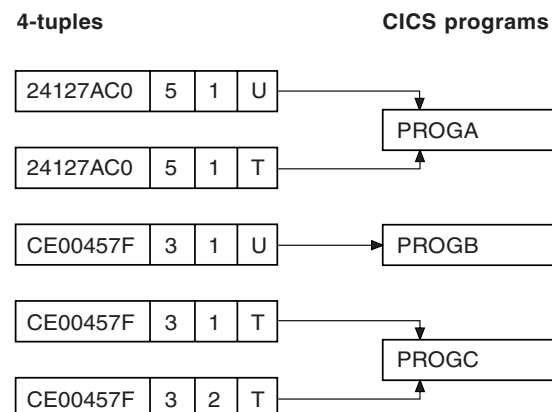 4-tuples CICS programs
24127AC0 5 1 U
PROGA
24127AC0 5 1 T
CE00457F 3 1 U PROGB
CE00457F 3 1 T
PROGC
CE00457F 3 2 T